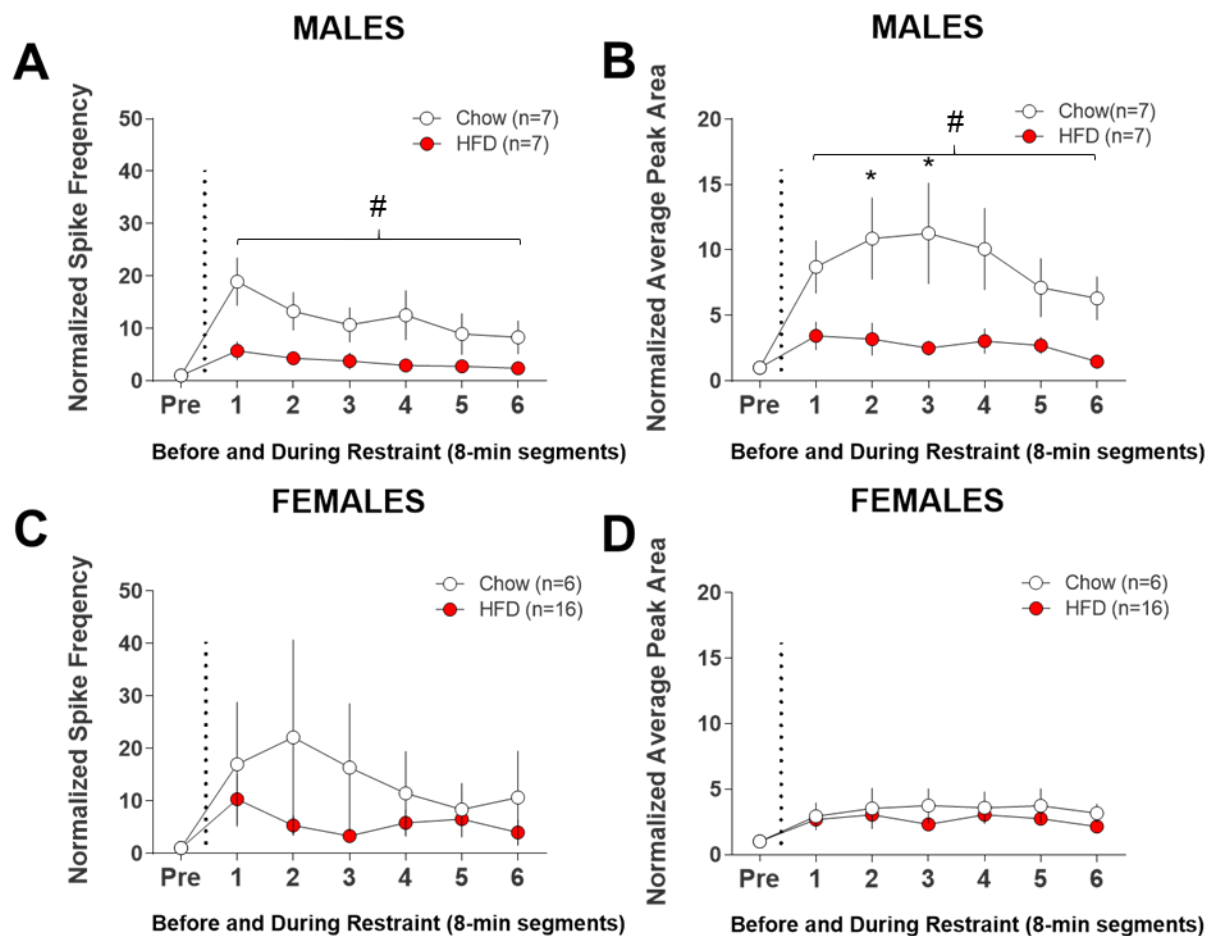 MALES
A
Normalized Spike Freqency
Chow (n=7)
HFD (n=7)
#
50
40
30
20
10
0
Pre 1 2 3 4 5 6
Before and During Restraint (8-min segments)
MALES
B
Normalized Average Peak Area
Chow(n=7)
HFD (n=7)
#
* *
20
15
10
5
0
Pre 1 2 3 4 5 6
Before and During Restraint (8-min segments)
FEMALES
C
Normalized Spike Freqency
Chow (n=6)
HFD (n=16)
50
40
30
20
10
0
Pre 1 2 3 4 5 6
Before and During Restraint (8-min segments)
FEMALES
D
Normalized Average Peak Area
Chow (n=6)
HFD (n=16)
20
15
10
5
0
Pre 1 2 3 4 5 6
Before and During Restraint (8-min segments)